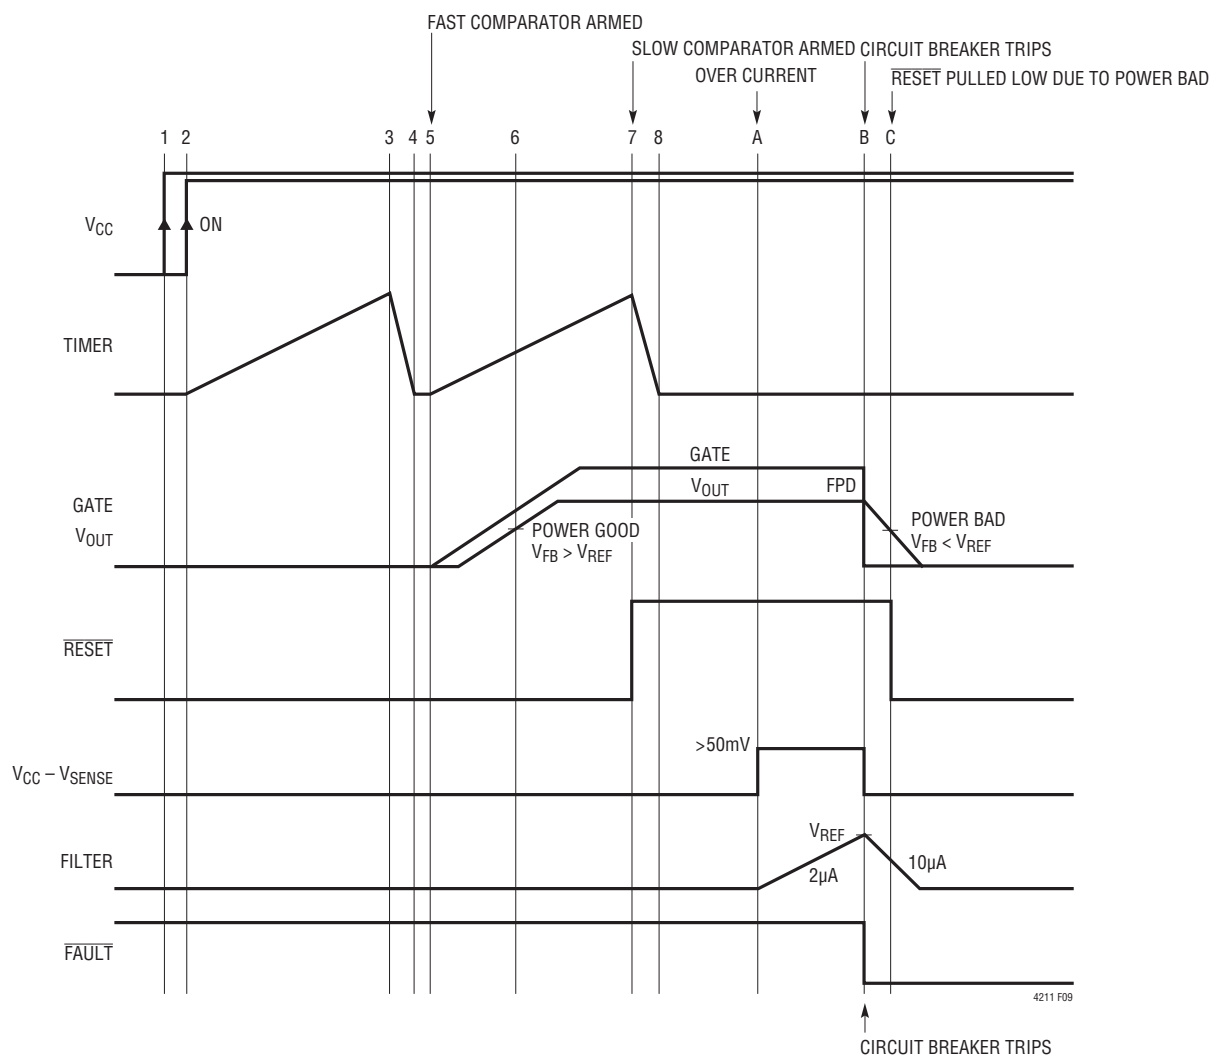 FAST COMPARATOR ARMED
SLOW COMPARATOR ARMED CIRCUIT BREAKER TRIPS
OVER CURRENT RESET PULLED LOW DUE TO POWER BAD
1 2 3 4 5 6 7 8 A B C
VCC ON
TIMER
GATE
VOUT
GATE
VOUT FPD
POWER GOOD
VFB > VREF
POWER BAD
VFB < VREF
RESET
>50mV
VCC – VSENSE
VREF
FILTER
2µA
10µA
FAULT
4211 F09
CIRCUIT BREAKER TRIPS